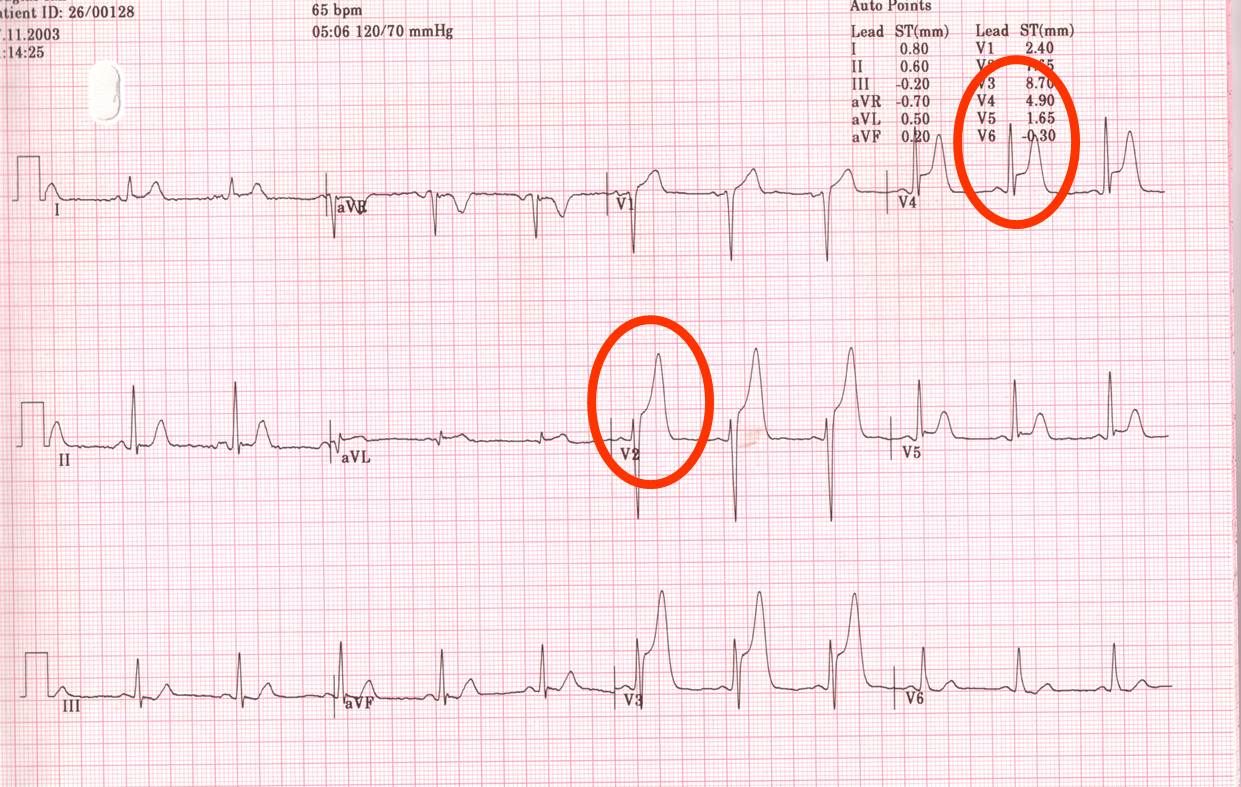 atient ID: 26/00128
.11.2003
:14:25
65 bpm
05:06 120/70 mmHg
Auto Points
Lead ST(mm) Lead ST(mm)
I 0.80 V1 2.40
II 0.60
III -0.20 V3 8.70
aVR -0.70 V4 4.90
aVL 0.50 V5 1.65
aVF 0.20 V6 -0.30
I aVR V1 V4
II aVL V2 V5
III aVF V3 V6